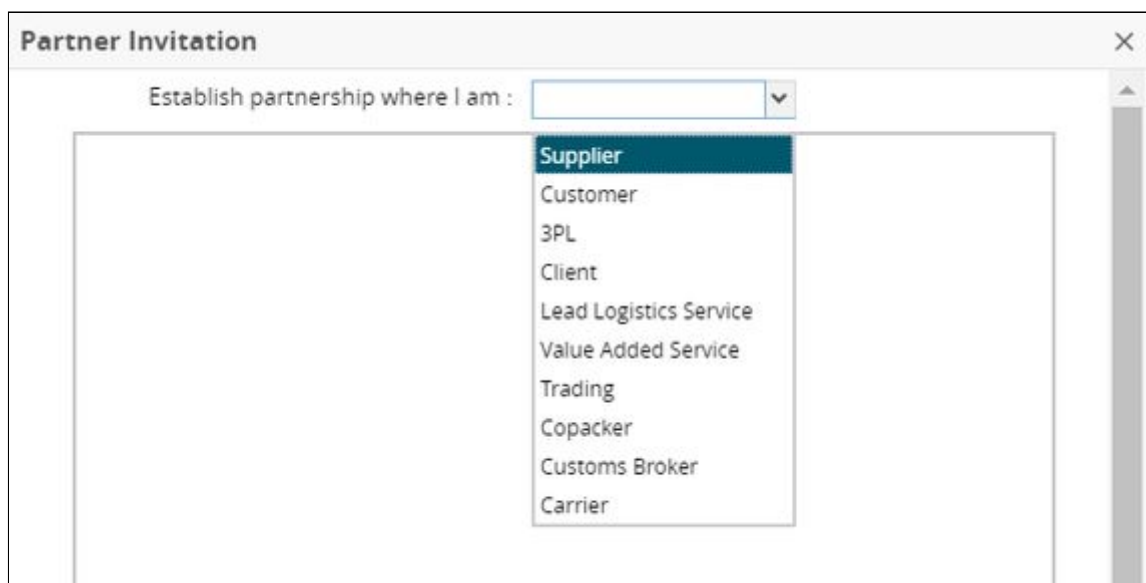 Partner Invitation
Establish partnership where I am :
Supplier
Customer
3PL
Client
Lead Logistics Service
Value Added Service
Trading
Copacker
Customs Broker
Carrier